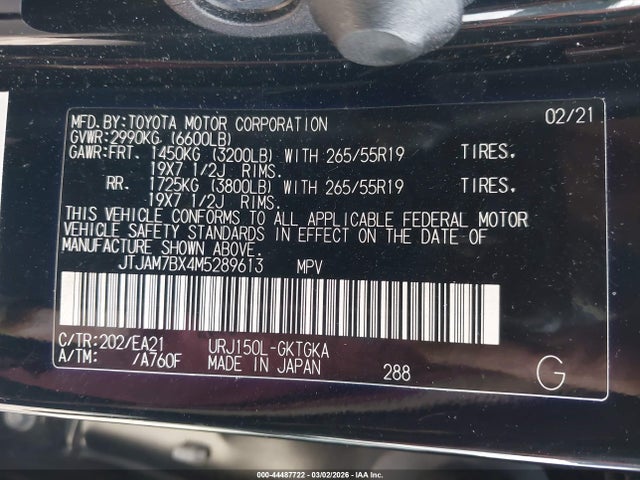 MFD.BY:TOYOTA MOTOR CORPORATION 02/21
GVWR:2990KG (6600LB)
GAWR:FRT. 1450KG (3200LB) WITH 265/55R19 TIRES.
19X7 1/2J RIMS.
RR. 1725KG (3800LB) WITH 265/55R19 TIRES.
19X7 1/2J RIMS.
THIS VEHICLE CONFORMS TO ALL APPLICABLE FEDERAL MOTOR
VEHICLE SAFETY STANDARDS IN EFFECT ON THE DATE OF
MANUFACTURE SHOWN ABOVE.
JTJAM7BX4M5289613 MPV
C/TR:202/EA21 URJ150L-GKTGKA
A/TM: /A760F MADE IN JAPAN 288 G
000-44487722 - 03/02/2026 - IAA Inc.